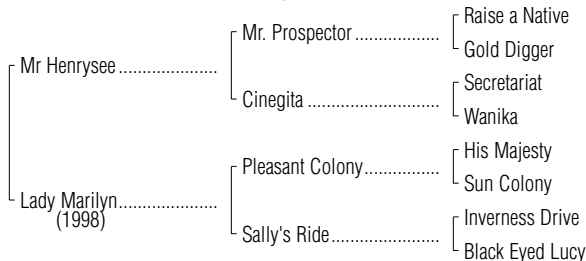 Raise a Native
Mr. Prospector ....................
Gold Digger
Mr Henrysee .......................
Secretariat
Cinegita ...............................
Wanika
His Majesty
Pleasant Colony..................
Sun Colony
Lady Marilyn.......................
(1998)
Inverness Drive
Sally's Ride.........................
Black Eyed Lucy